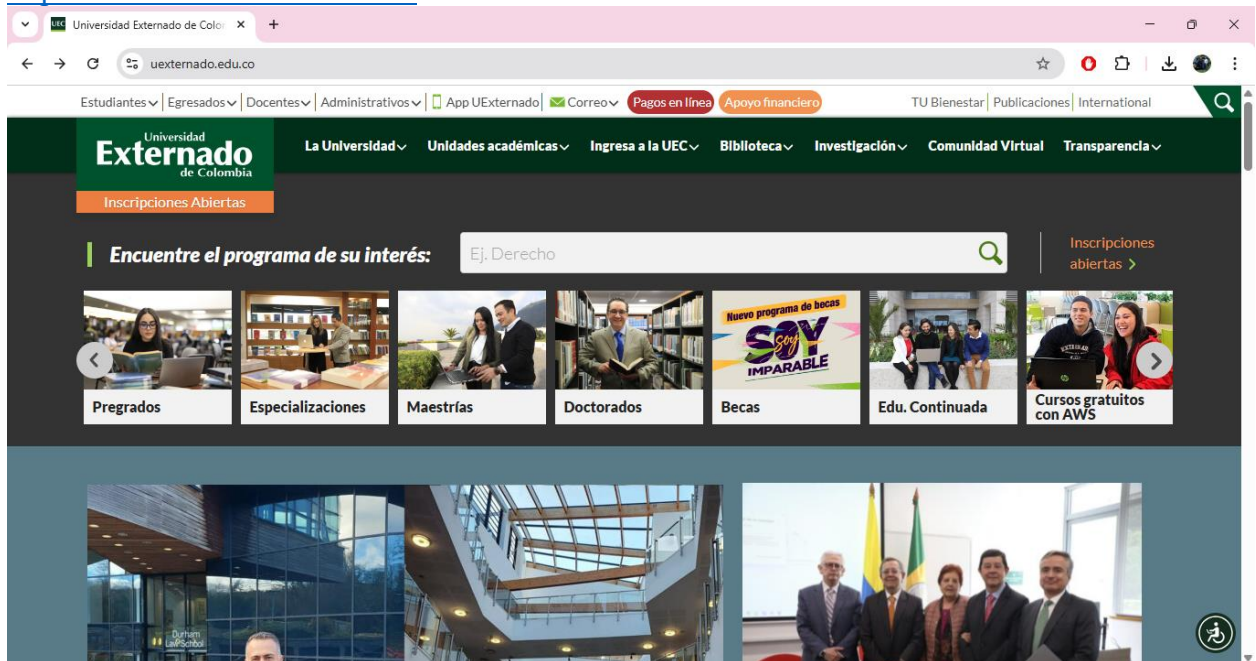 Universidad Externado de Colo
uexternado.edu.co
Estudiantes Egresados Docentes Administrativos App UExternado Correo Pagos en línea Apoyo financiero TU Bienestar Publicaciones International
Universidad
Externado
de Colombia
La Universidad Unidades académicas Ingresa a la UEC Biblioteca Investigación Comunidad Virtual Transparencia
Inscripciones Abiertas
Encuentre el programa de su interés:
Ej. Derecho
Inscripciones
abiertas >
Nuevo programa de becas
SOY
IMPARABLE
Pregrados
Especializaciones
Maestrías
Doctorados
Becas
Edu. Continuada
Cursos gratuitos
con AWS
Durham
Law School